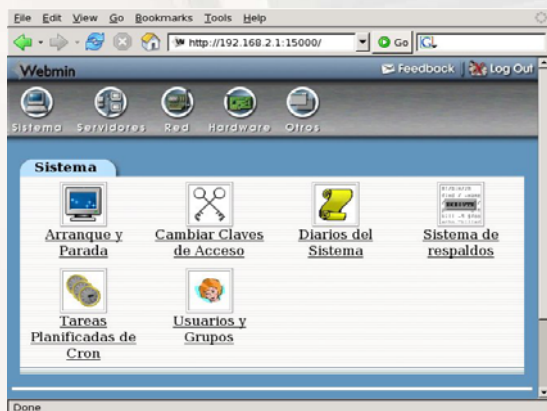 File Edit View Go Bookmarks Tools Help
http://192.168.2.1:15000/ Go
Webmin Feedback | Log Out
Sistema Servidores Red Hardware Otros
Sistema
Arranque y Parada
Cambiar Claves de Acceso
Diarios del Sistema
Sistema de respaldos
Tareas Planificadas de Cron
Usuarios y Grupos
Done